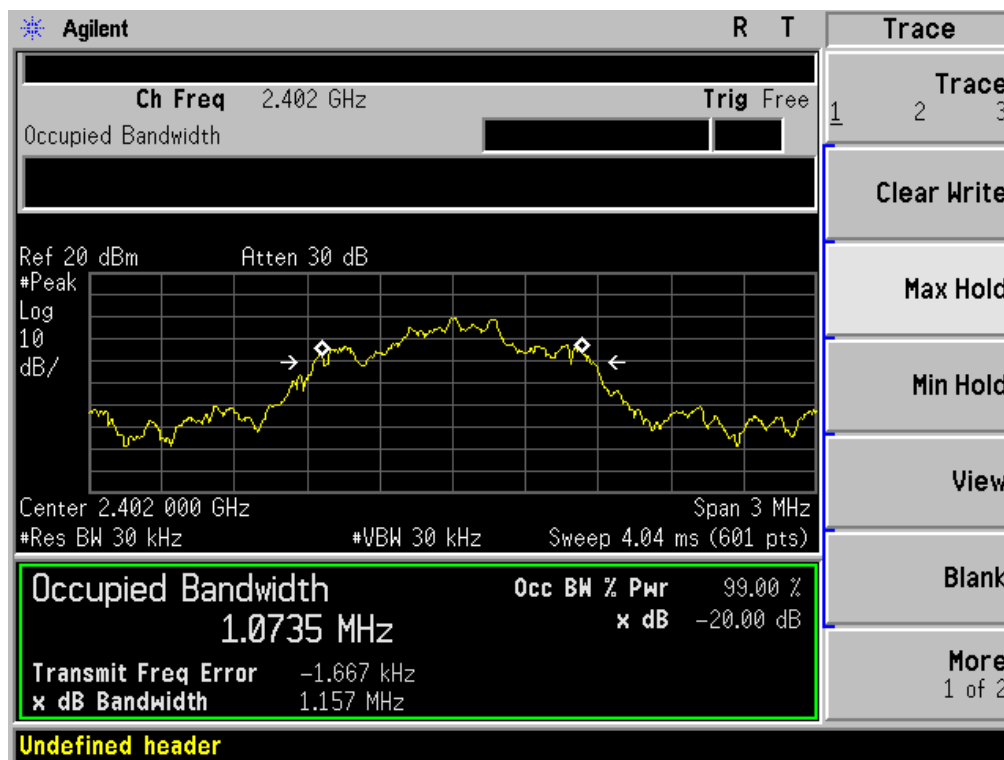 Agilent
R T
Trace
Ch Freq 2.402 GHz
Trig Free
Occupied Bandwidth
Trace
1 2 3
Clear Write
Max Hold
Min Hold
View
Blank
More
1 of 2
Ref 20 dBm
Atten 30 dB
#Peak
Log
10
dB/
Center 2.402 000 GHz
Span 3 MHz
#Res BW 30 kHz
#VBW 30 kHz
Sweep 4.04 ms (601 pts)
Occupied Bandwidth
1.0735 MHz
Occ BW % Pwr 99.00 %
x dB -20.00 dB
Transmit Freq Error -1.667 kHz
x dB Bandwidth 1.157 MHz
Undefined header